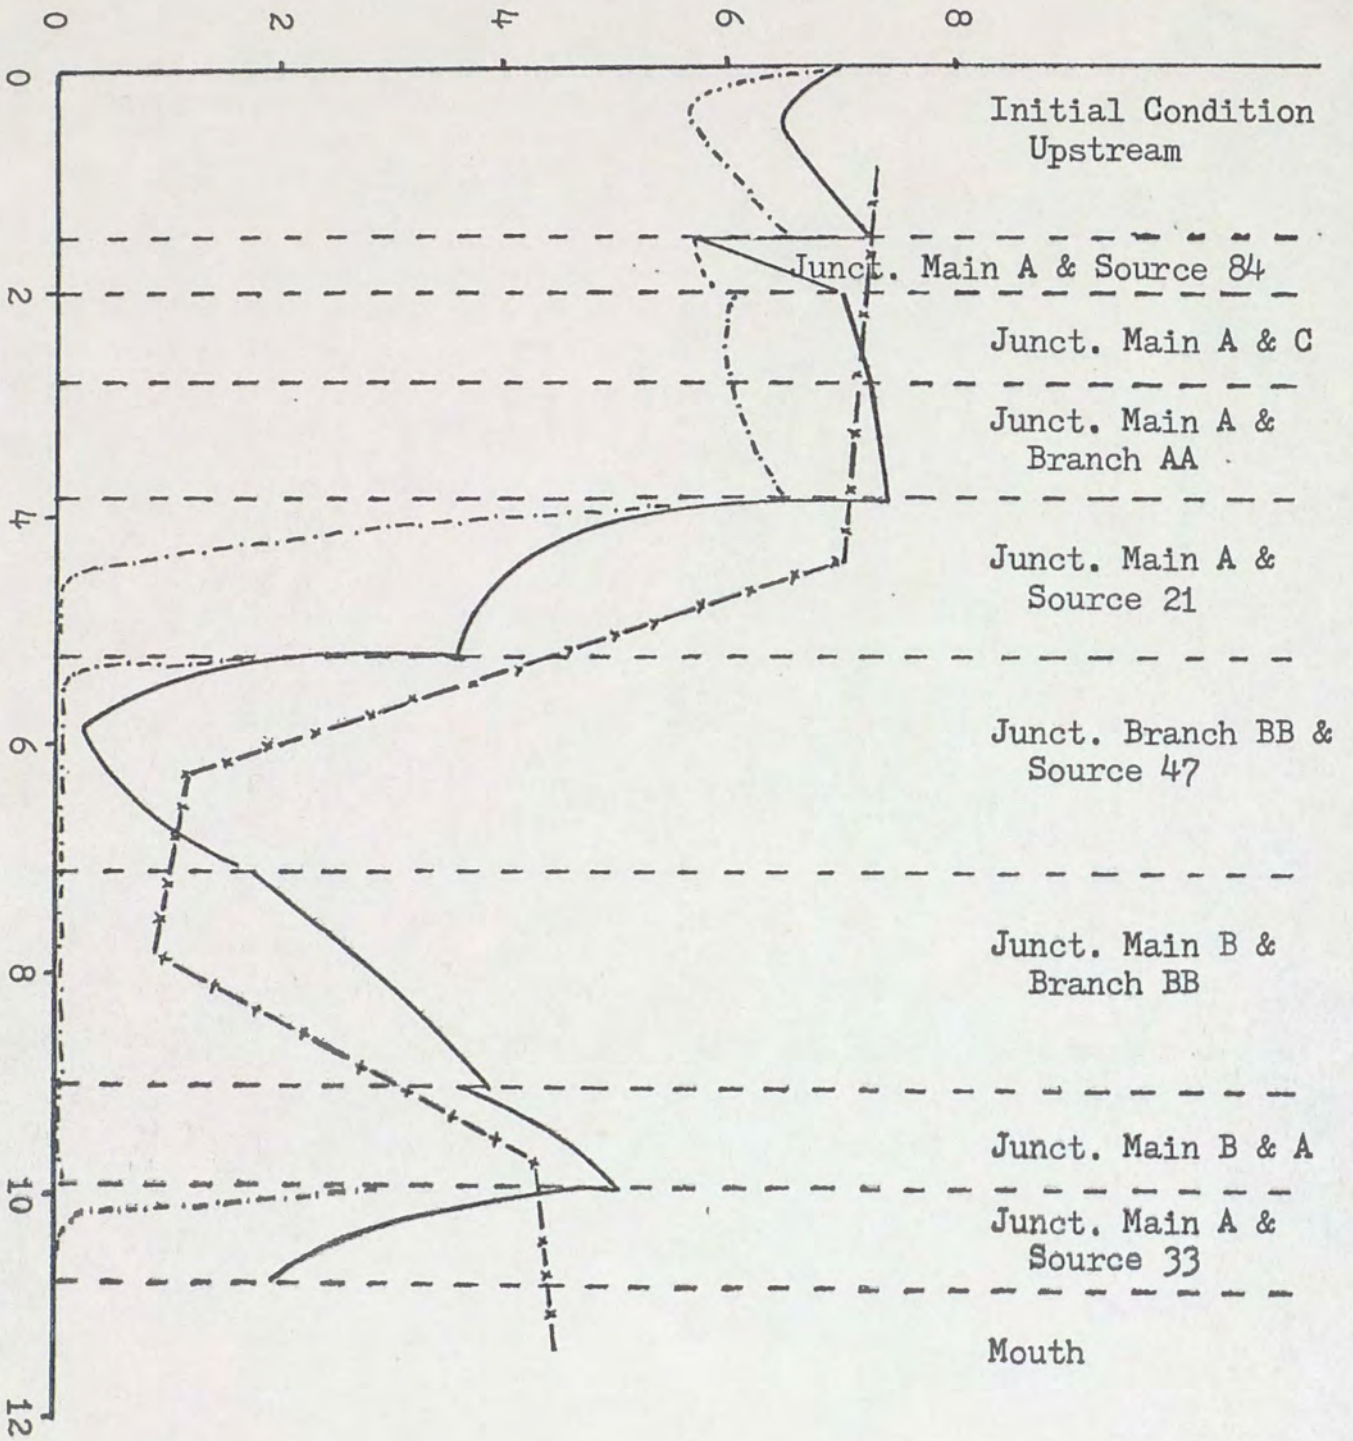 0
2
4
6
8
0
2
4
6
8
10
12
Initial Condition
Upstream
Junct. Main A & Source 84
Junct. Main A & C
Junct. Main A &
Branch AA
Junct. Main A &
Source 21
Junct. Branch BB &
Source 47
Junct. Main B &
Branch BB
Junct. Main B & A
Junct. Main A &
Source 33
Mouth